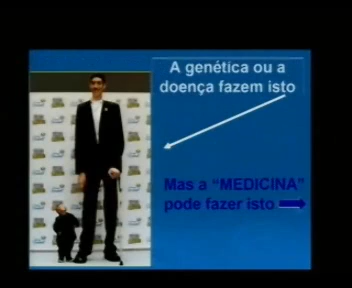 A genética ou a
doença fazem isto
Mas a “MEDICINA”
pode fazer isto